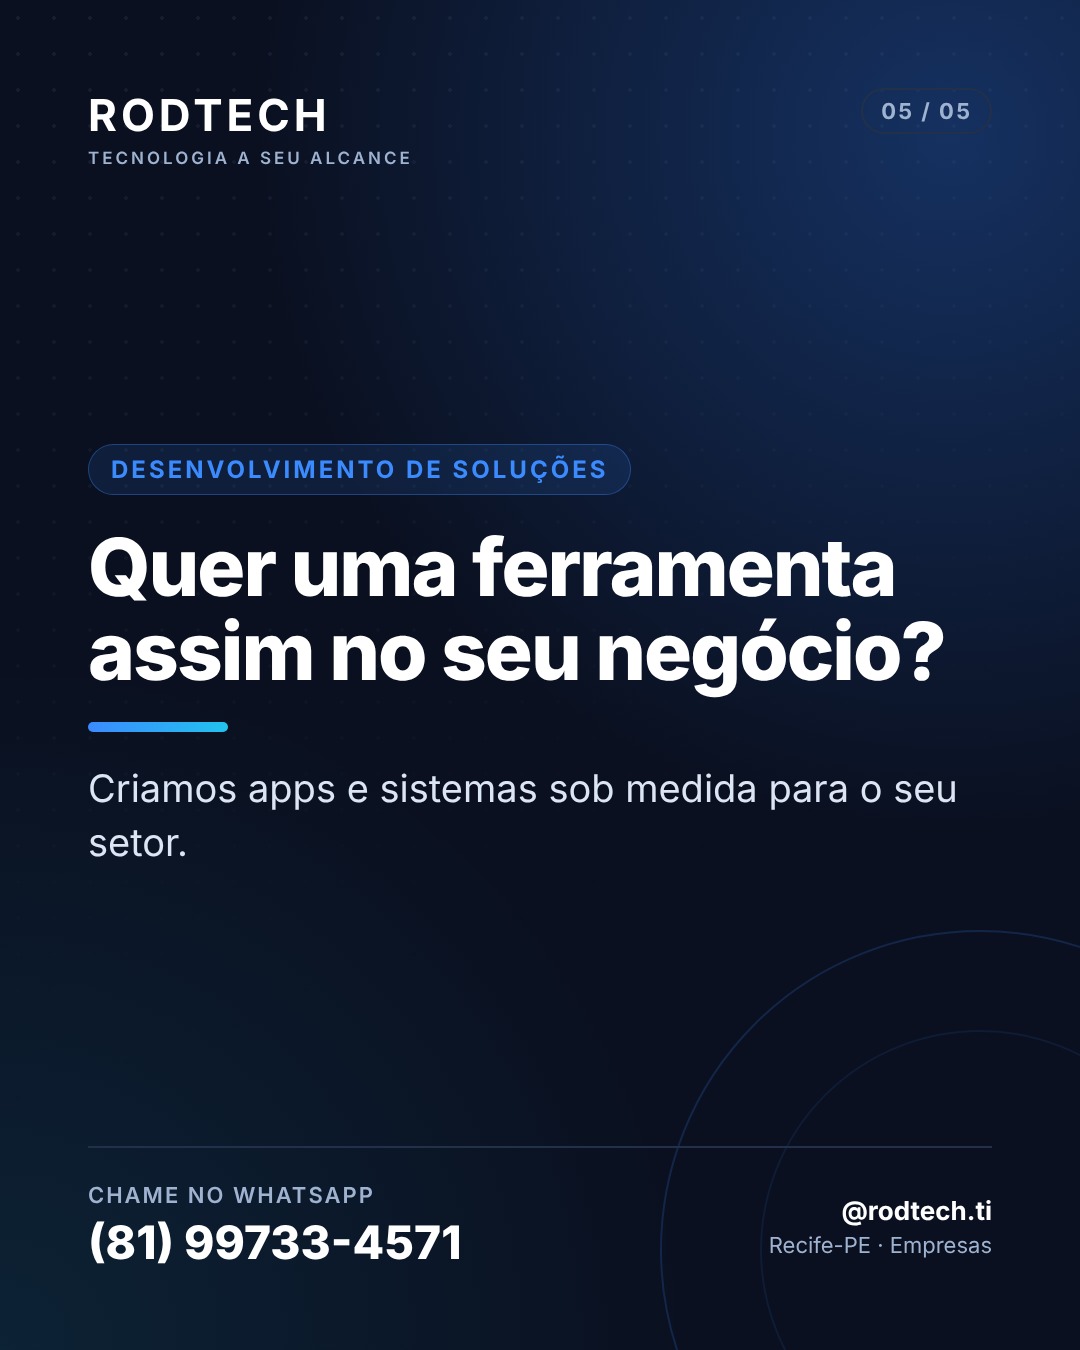 RODTECH
TECNOLOGIA A SEU ALCANCE
05 / 05
DESENVOLVIMENTO DE SOLUÇÕES
Quer uma ferramenta
assim no seu negócio?
Criamos apps e sistemas sob medida para o seu
setor.
CHAME NO WHATSAPP
(81) 99733-4571
@rodtech.ti
Recife-PE · Empresas